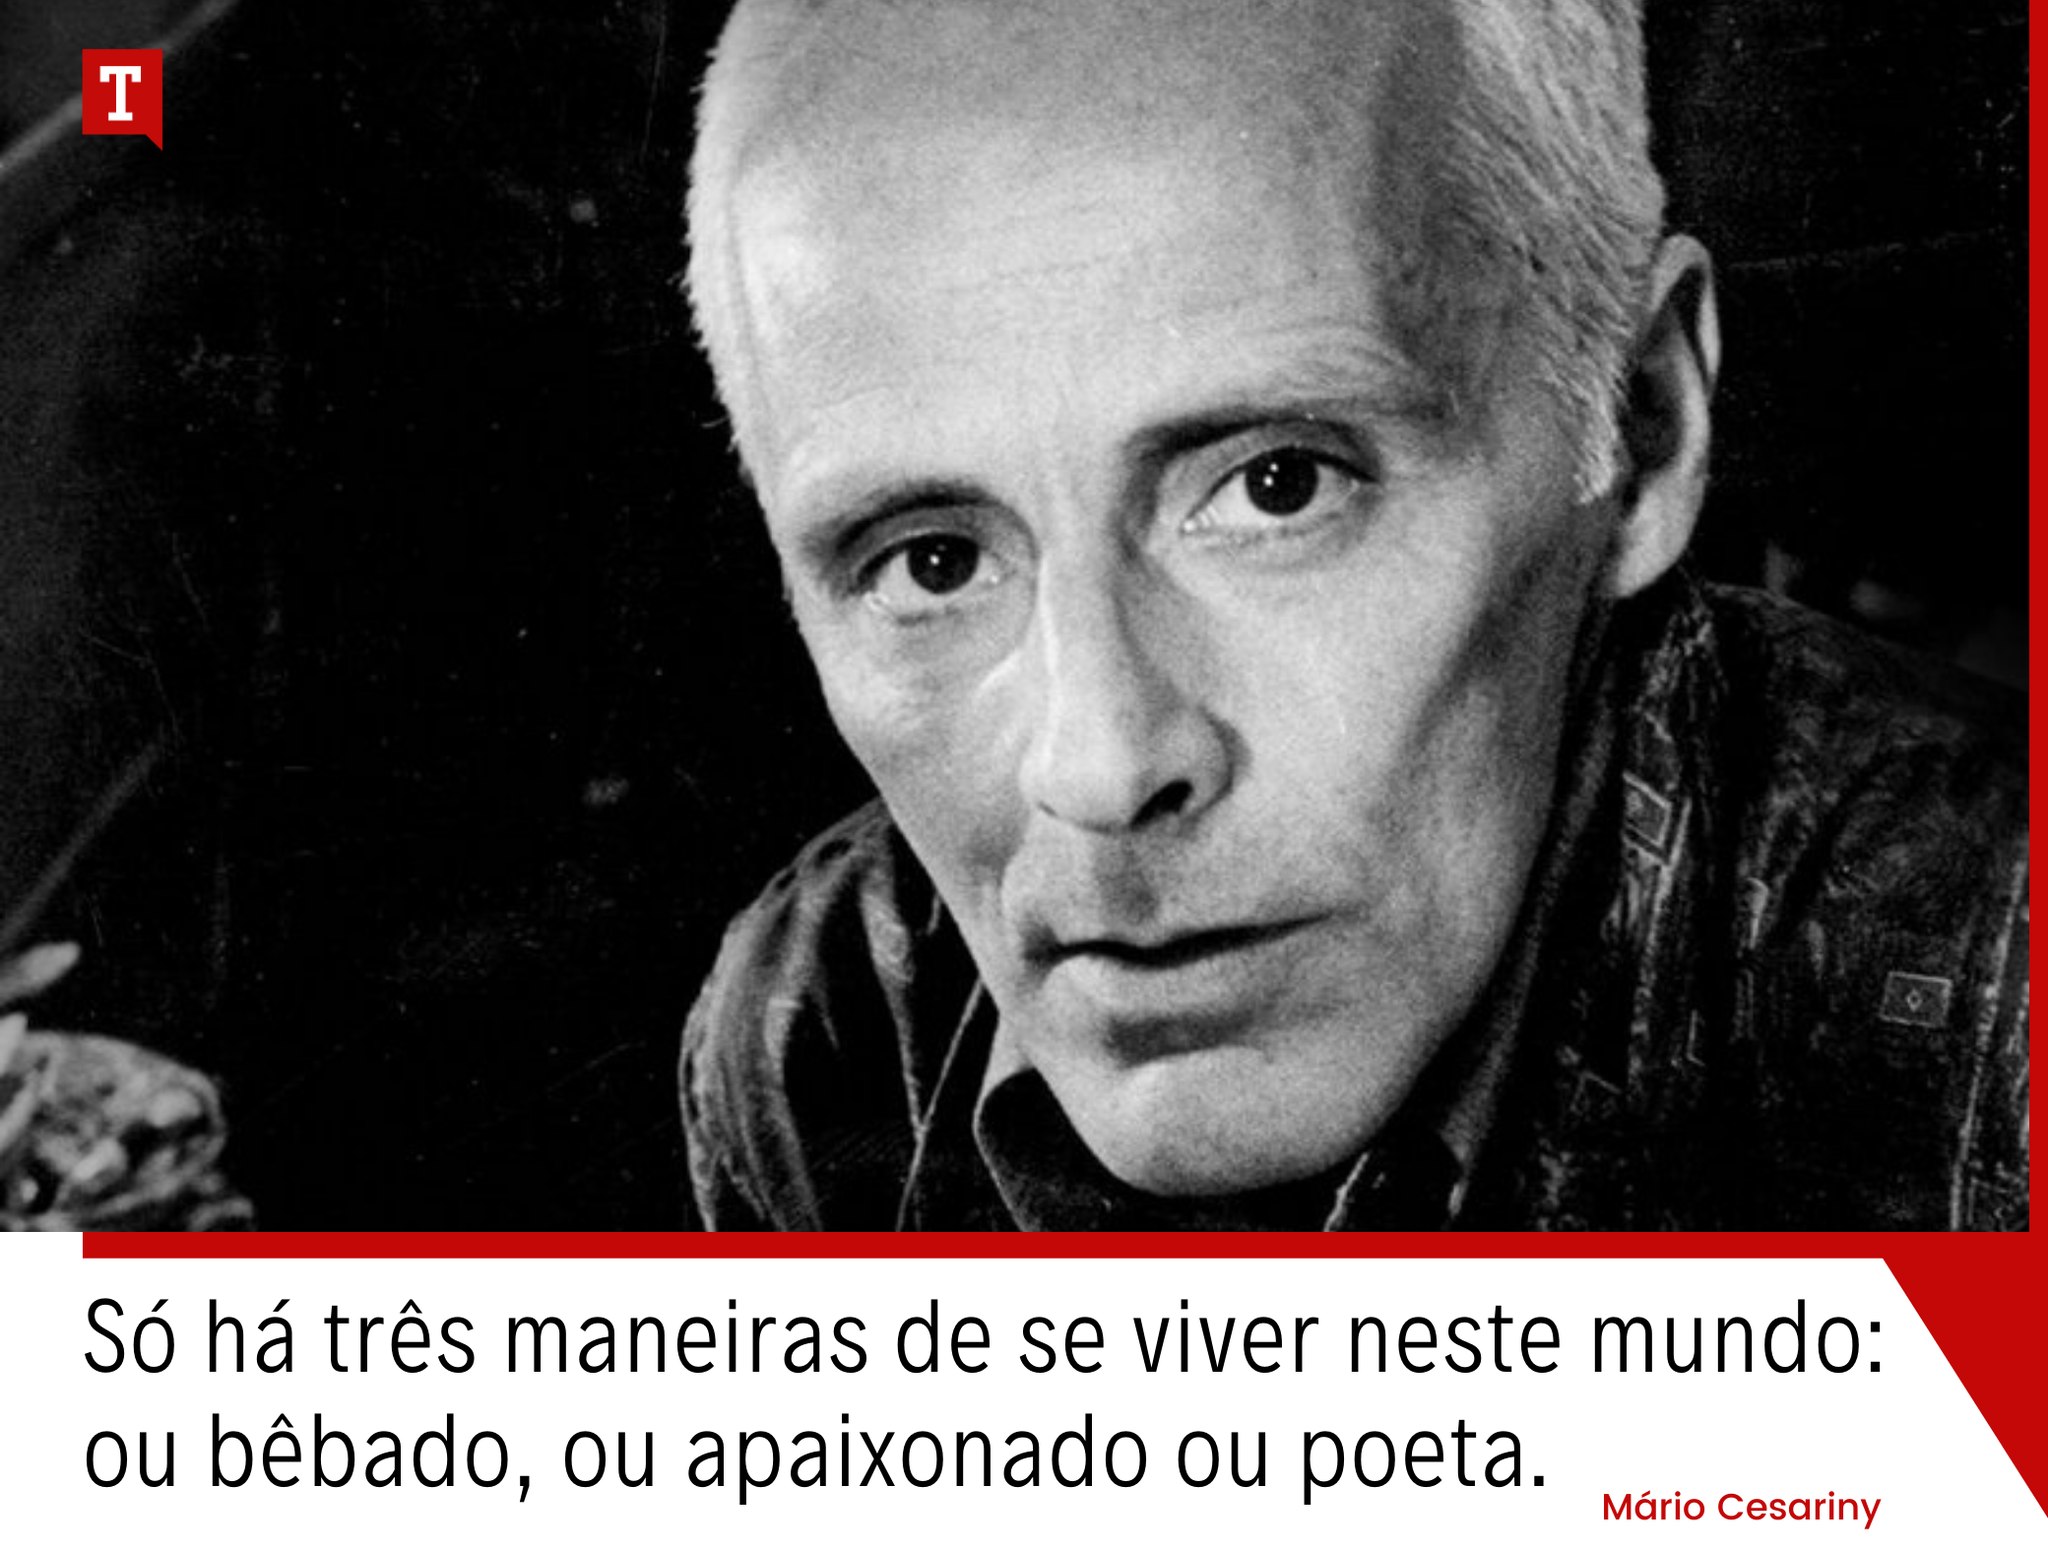 T
Só há três maneiras de se viver neste mundo:
ou bêbado, ou apaixonado ou poeta.
Mário Cesariny